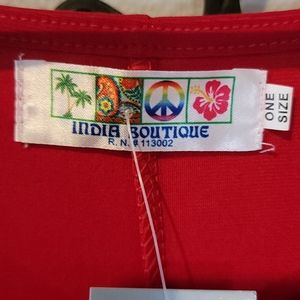 INDIA BOUTIQUE
R. N. # 113002
ONE
SIZE